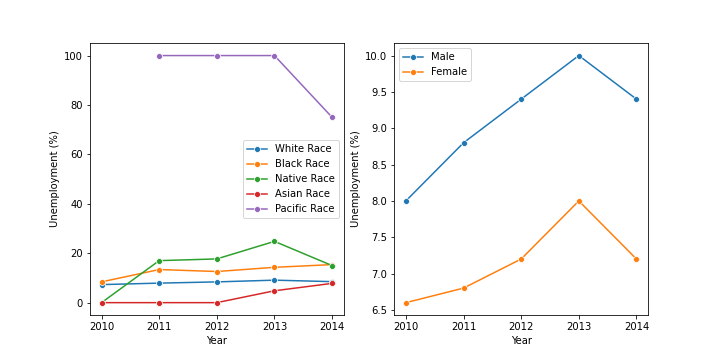 100
80
60
40
20
0
Unemployment (%)
2010 2011 2012 2013 2014
Year
White Race
Black Race
Native Race
Asian Race
Pacific Race
10.0
9.5
9.0
8.5
8.0
7.5
7.0
6.5
Unemployment (%)
2010 2011 2012 2013 2014
Year
Male
Female